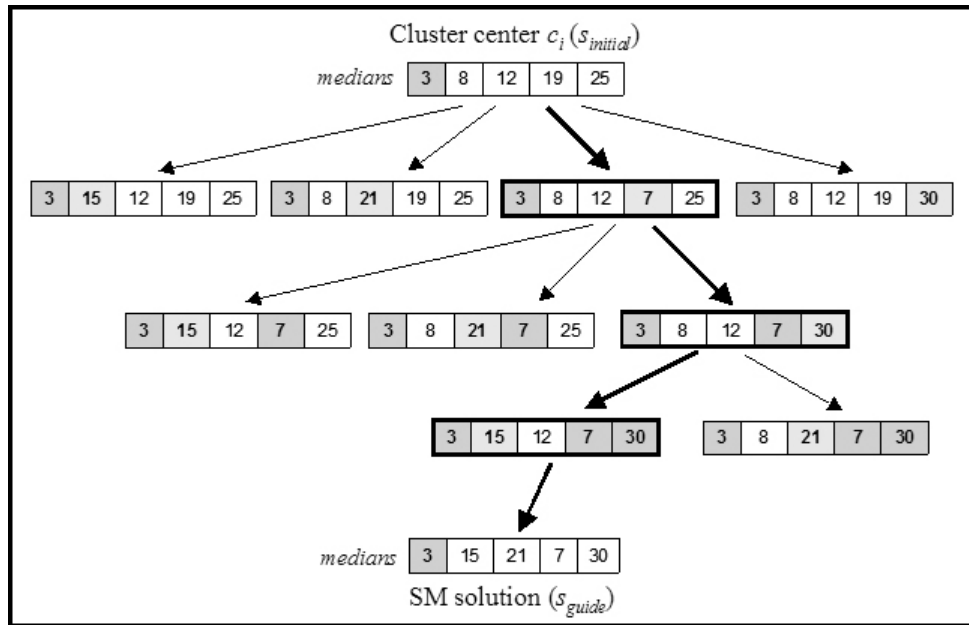 Cluster center c_i (s_initial)
medians 3 8 12 19 25
3 15 12 19 25 3 8 21 19 25 3 8 12 7 25 3 8 12 19 30
3 15 12 7 25 3 8 21 7 25 3 8 12 7 30
3 15 12 7 30 3 8 21 7 30
medians 3 15 21 7 30
SM solution (s_guide)